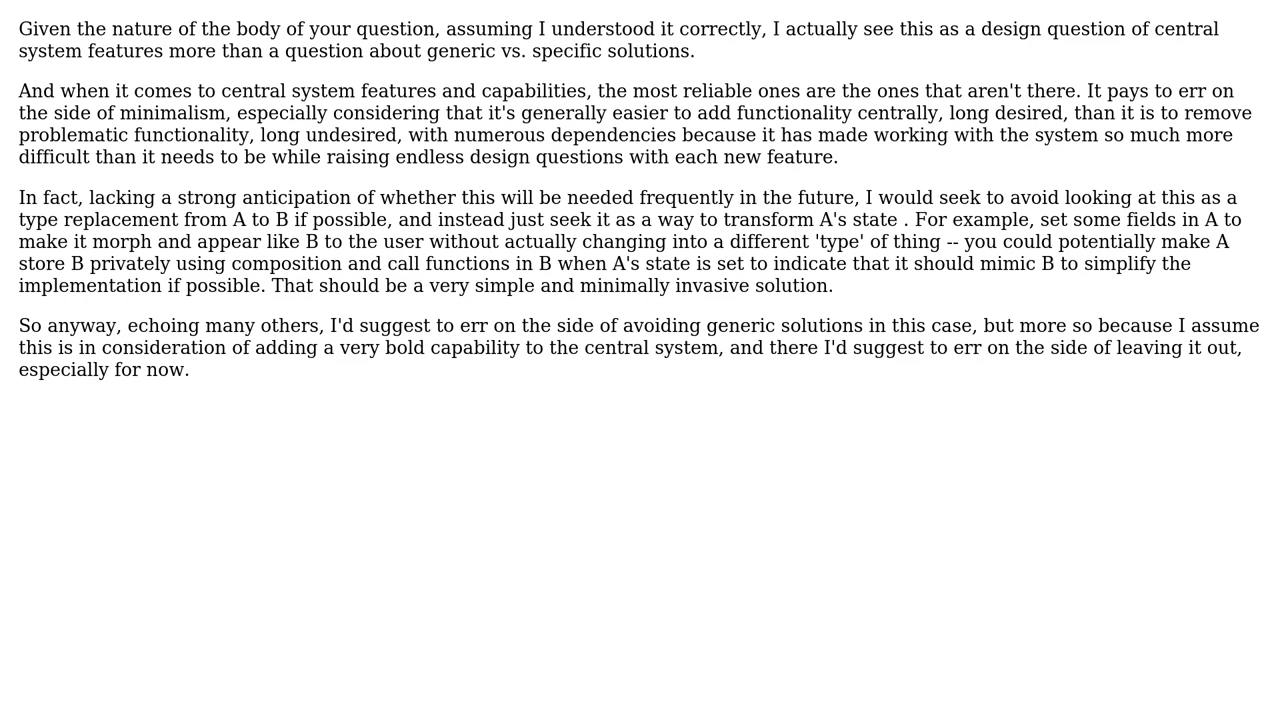 Given the nature of the body of your question, assuming I understood it correctly, I actually see this as a design question of central
system features more than a question about generic vs. specific solutions.
And when it comes to central system features and capabilities, the most reliable ones are the ones that aren't there. It pays to err on
the side of minimalism, especially considering that it's generally easier to add functionality centrally, long desired, than it is to remove
problematic functionality, long undesired, with numerous dependencies because it has made working with the system so much more
difficult than it needs to be while raising endless design questions with each new feature.
In fact, lacking a strong anticipation of whether this will be needed frequently in the future, I would seek to avoid looking at this as a
type replacement from A to B if possible, and instead just seek it as a way to transform A's state . For example, set some fields in A to
make it morph and appear like B to the user without actually changing into a different 'type' of thing -- you could potentially make A
store B privately using composition and call functions in B when A's state is set to indicate that it should mimic B to simplify the
implementation if possible. That should be a very simple and minimally invasive solution.
So anyway, echoing many others, I'd suggest to err on the side of avoiding generic solutions in this case, but more so because I assume
this is in consideration of adding a very bold capability to the central system, and there I'd suggest to err on the side of leaving it out,
especially for now.